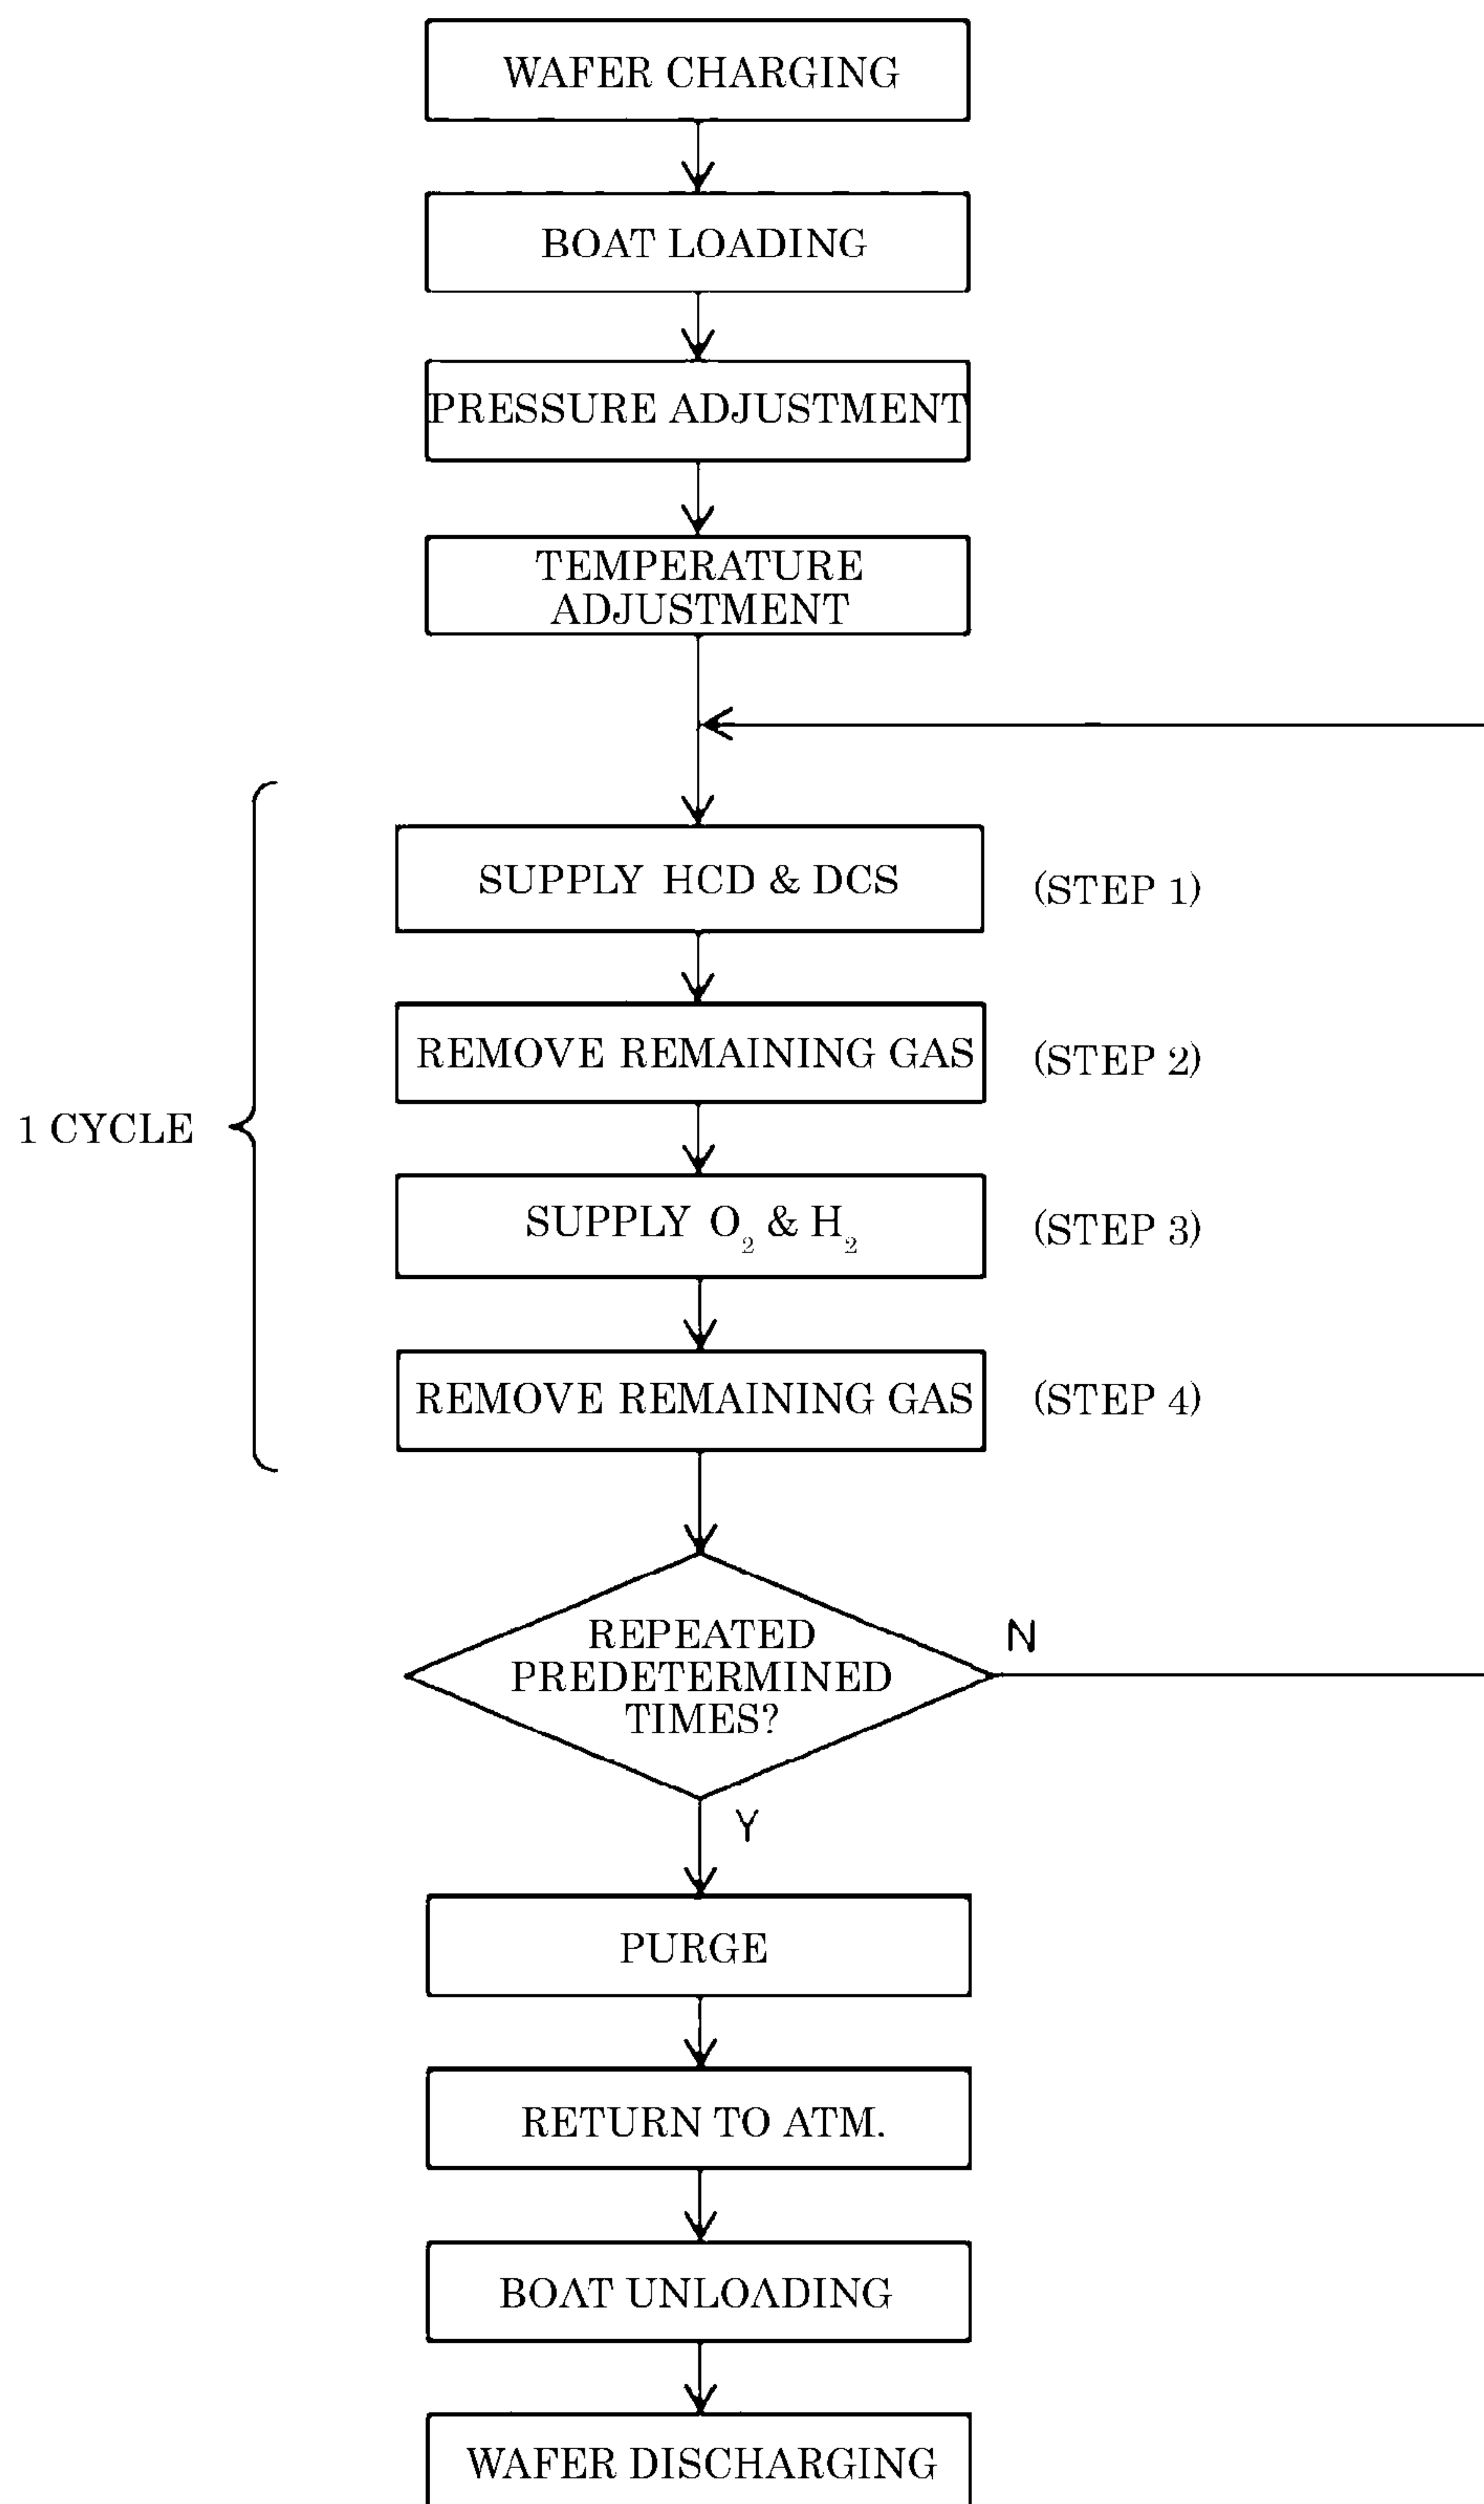 WAFER CHARGING
BOAT LOADING
PRESSURE ADJUSTMENT
TEMPERATURE
ADJUSTMENT
SUPPLY HCD & DCS
(STEP 1)
REMOVE REMAINING GAS
(STEP 2)
1 CYCLE
SUPPLY O₂ & H₂
(STEP 3)
REMOVE REMAINING GAS
(STEP 4)
REPEATED
PREDETERMINED
TIMES?
N
Y
PURGE
RETURN TO ATM.
BOAT UNLOADING
WAFER DISCHARGING